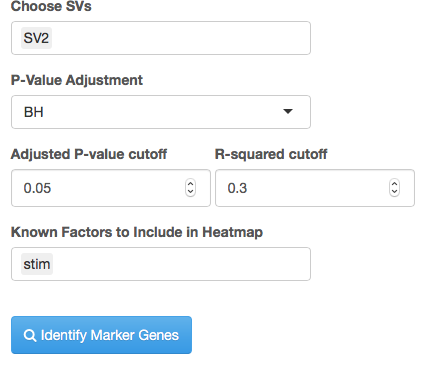 Choose SVs
SV2
P-Value Adjustment
BH
Adjusted P-value cutoff R-squared cutoff
0.05 0.3
Known Factors to Include in Heatmap
stim
Identify Marker Genes